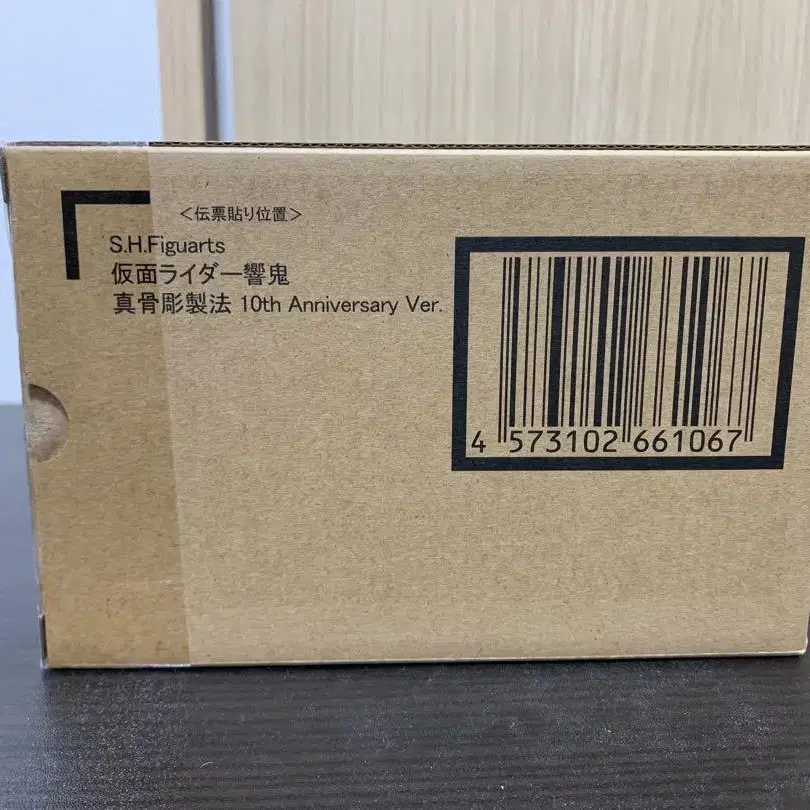 ＜伝票貼り位置＞
S.H.Figuarts
仮面ライダー響鬼
真骨彫製法 10th Anniversary Ver.
4 573102 661067